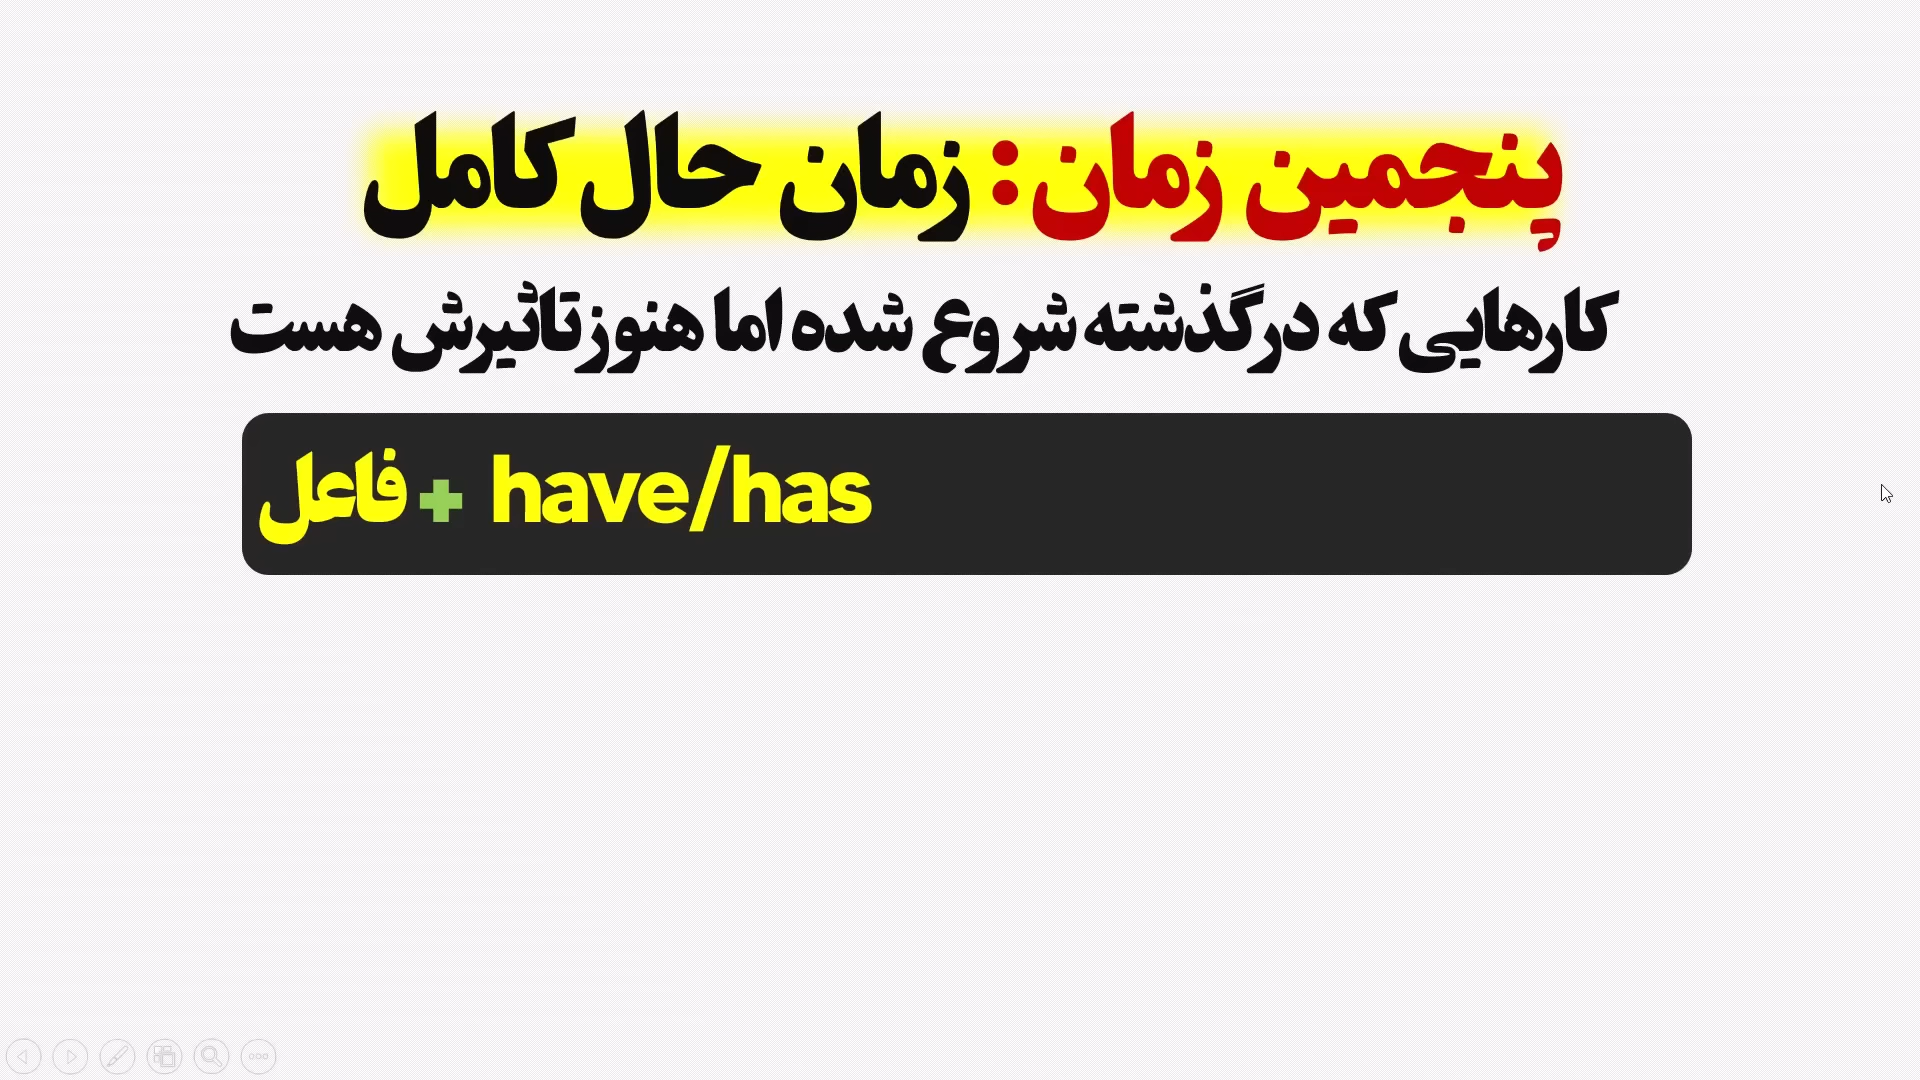 پنجمین زمان: زمان حال کامل
کارهایی که در گذشته شروع شده اما هنوز تاثیرش هست
فاعل + have/has